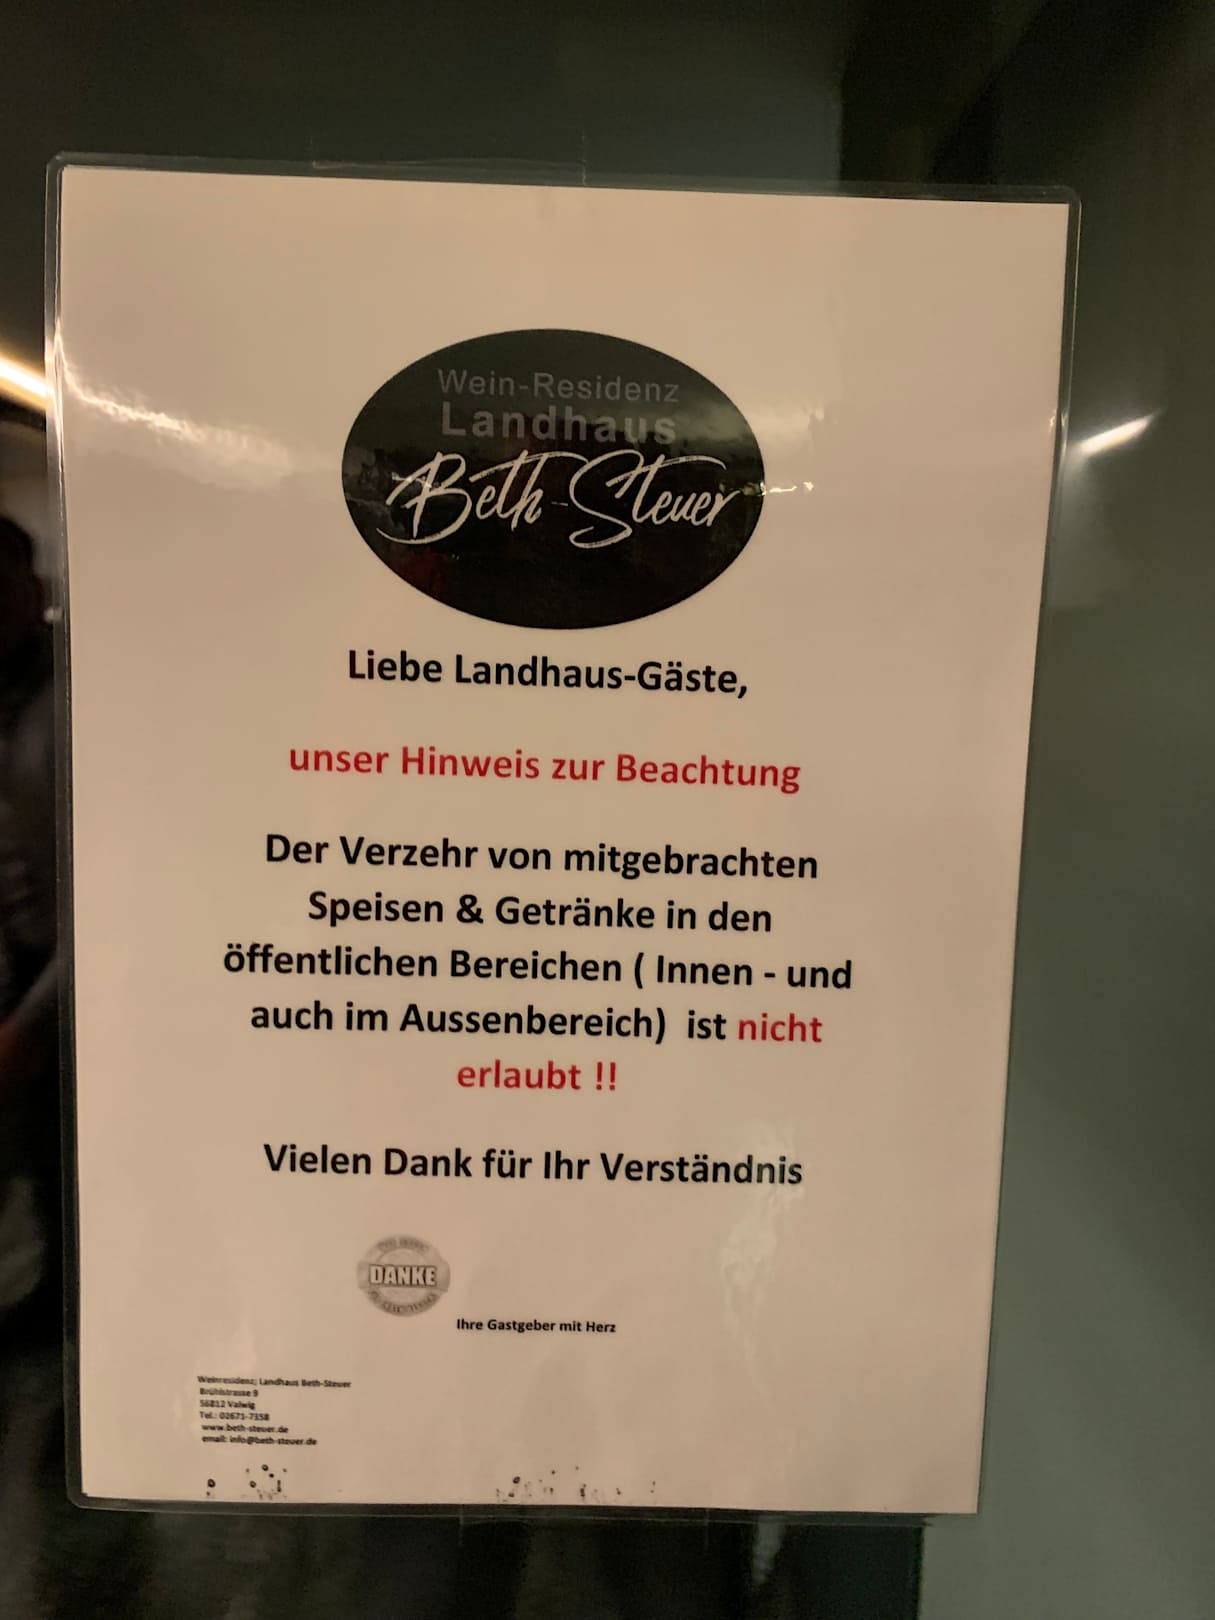 Wein-Residenz
Landhaus
Beth-Steuer
Liebe Landhaus-Gäste,
unser Hinweis zur Beachtung
Der Verzehr von mitgebrachten
Speisen & Getränke in den
öffentlichen Bereichen ( Innen - und
auch im Aussenbereich) ist nicht
erlaubt !!
Vielen Dank für Ihr Verständnis
DANKE
Ihre Gastgeber mit Herz
Weinresidenz; Landhaus Beth-Steuer
Brühlstrasse 9
56812 Valwig
Tel.: 02671-7358
www.beth-steuer.de
email: info@beth-steuer.de